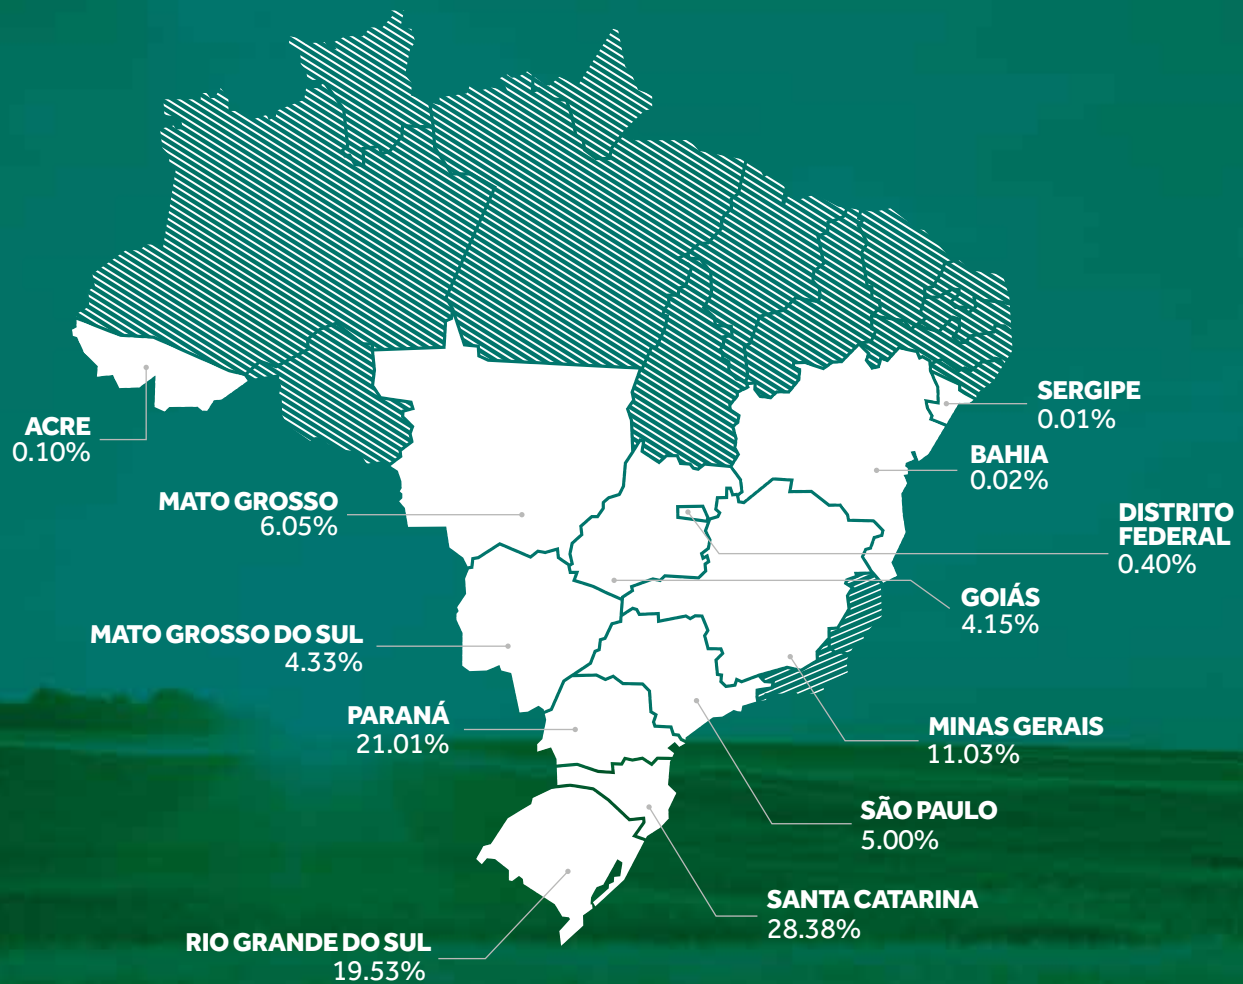 ACRE
0.10%
MATO GROSSO
6.05%
MATO GROSSO DO SUL
4.33%
PARANÁ
21.01%
RIO GRANDE DO SUL
19.53%
SERGIPE
0.01%
BAHIA
0.02%
DISTRITO
FEDERAL
0.40%
GOIÁS
4.15%
MINAS GERAIS
11.03%
SÃO PAULO
5.00%
SANTA CATARINA
28.38%